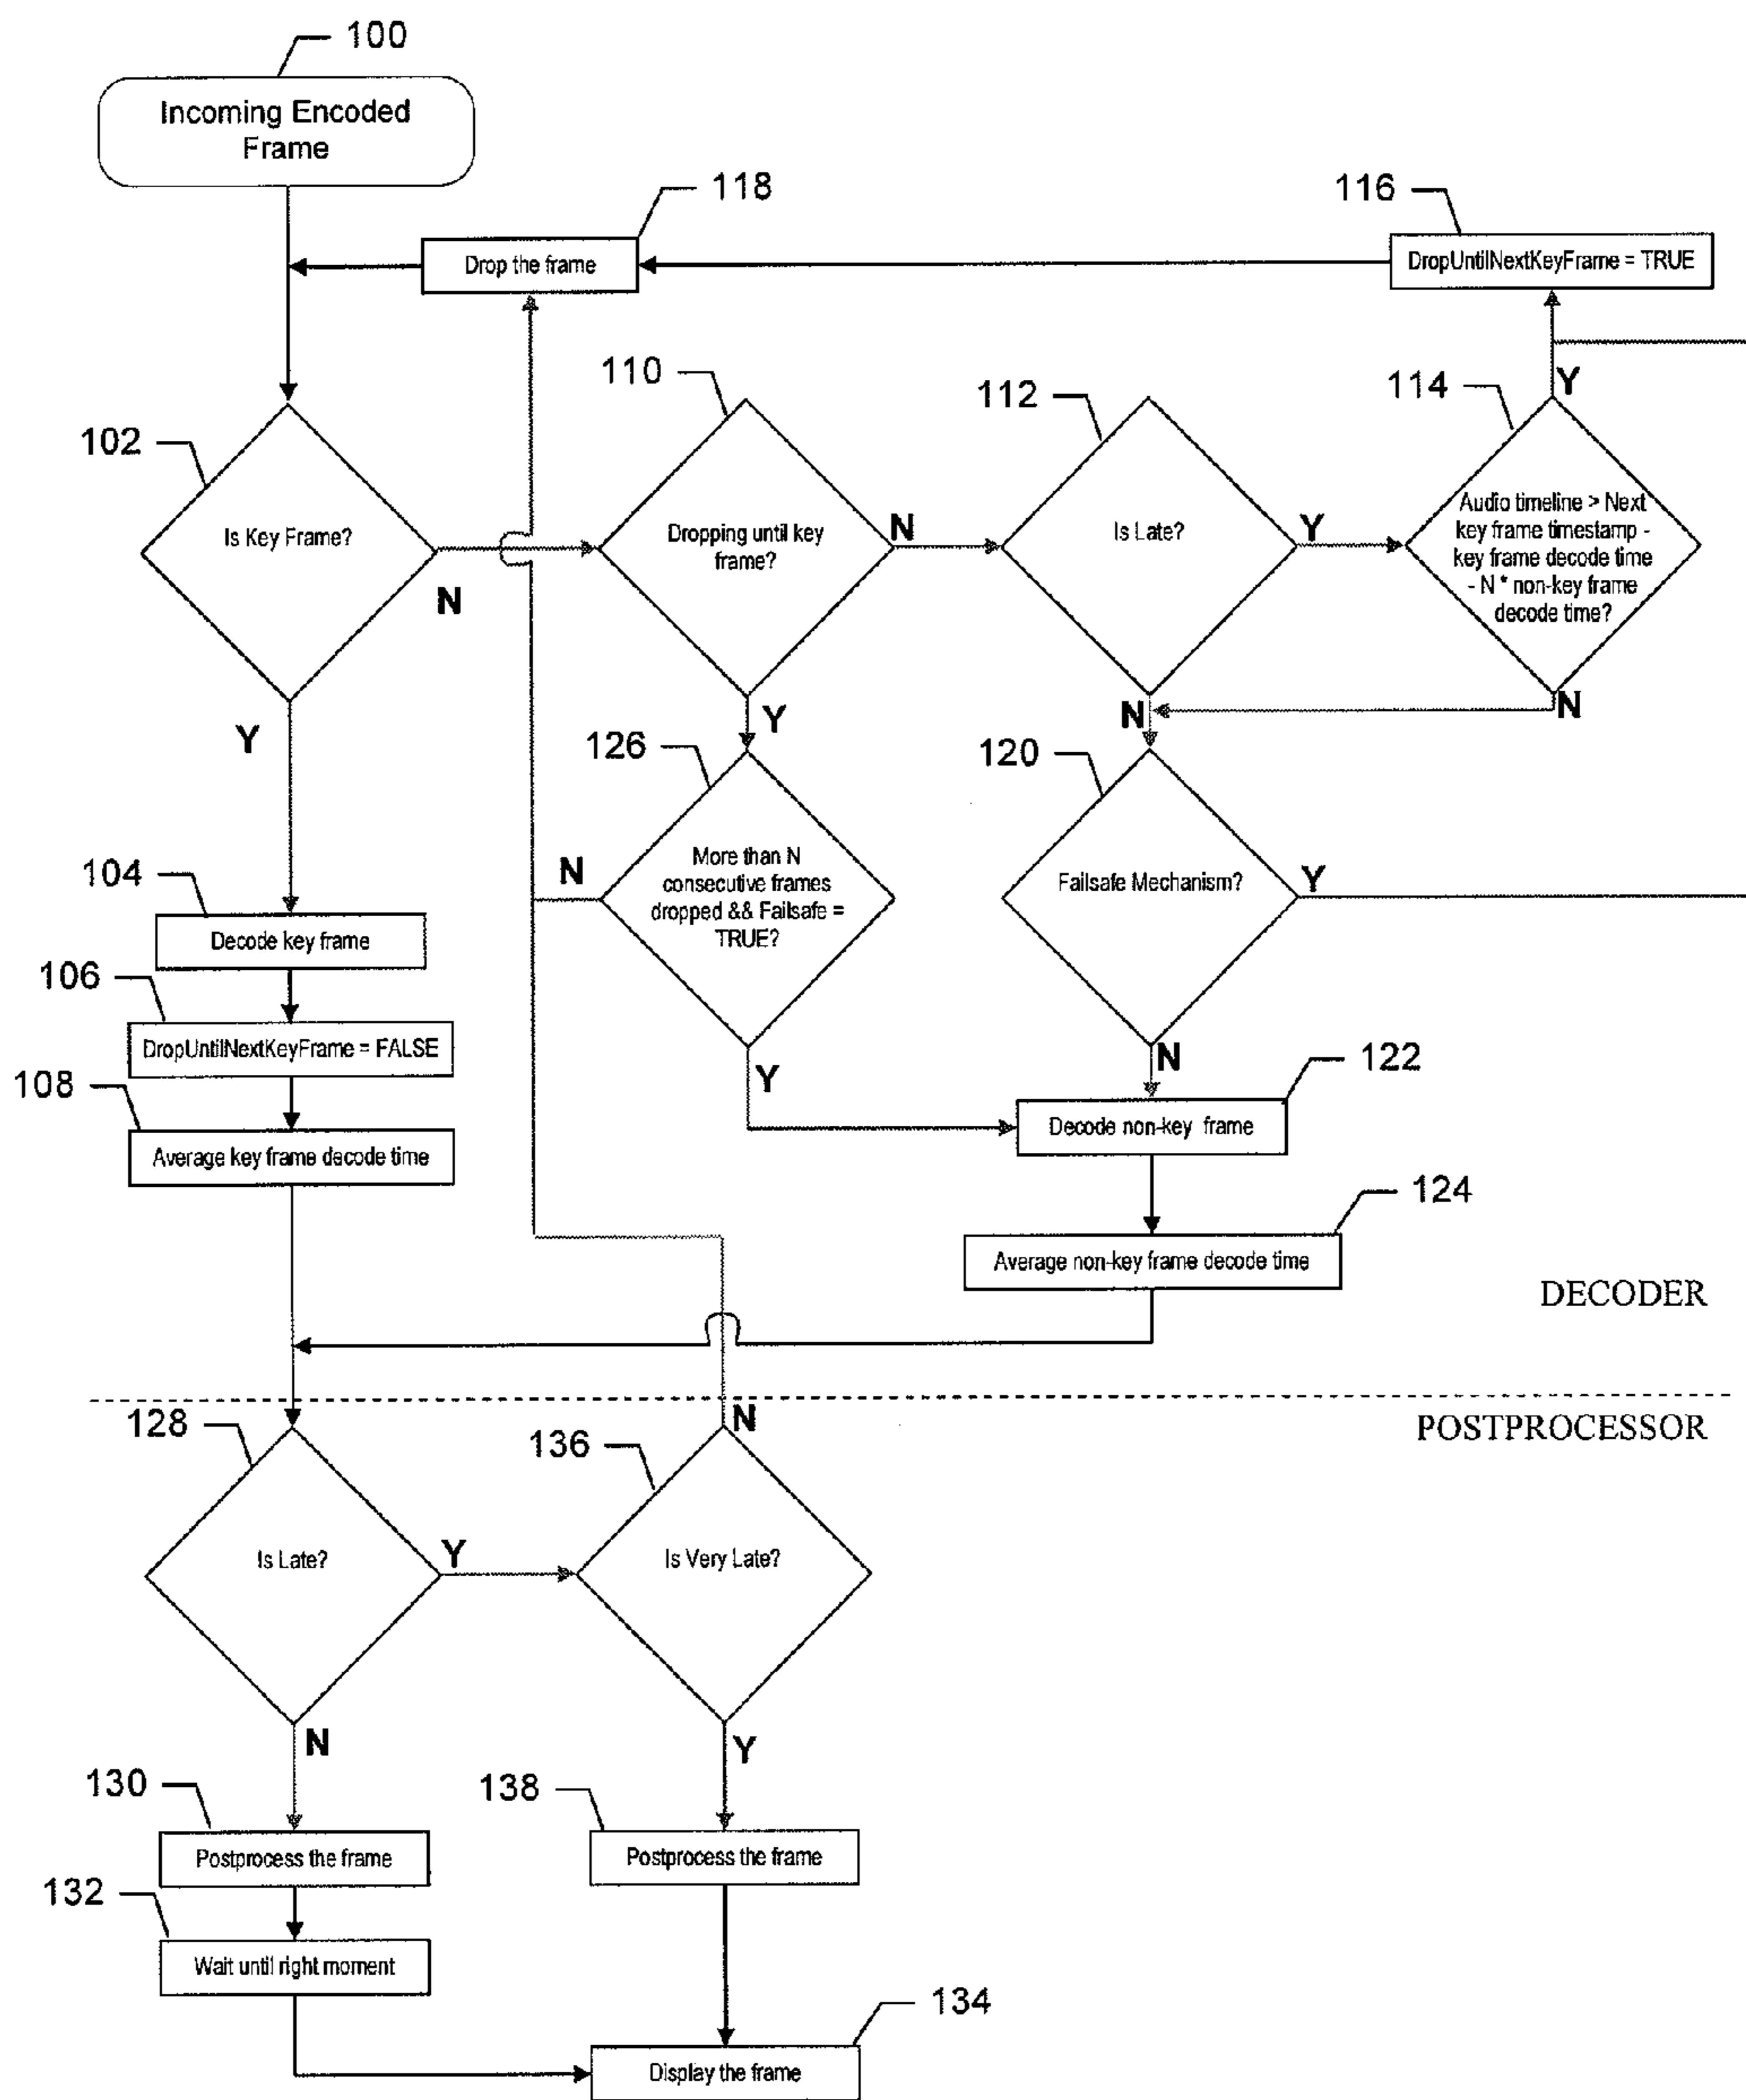 100
Incoming Encoded
Frame
118
Drop the frame
116
DropUntilNextKeyFrame = TRUE
102
Is Key Frame?
N
Y
110
Dropping until key
frame?
N
Y
112
Is Late?
Y
N
114
Y
Audio timeline > Next
key frame timestamp -
key frame decode time
- N * non-key frame
decode time?
N
126
More than N
consecutive frames
dropped && Failsafe =
TRUE?
N
Y
120
Failsafe Mechanism?
Y
N
104
Decode key frame
106
DropUntilNextKeyFrame = FALSE
108
Average key frame decode time
122
Decode non-key frame
124
Average non-key frame decode time
DECODER
POSTPROCESSOR
128
Is Late?
Y
N
136
N
Is Very Late?
Y
130
Postprocess the frame
138
Postprocess the frame
132
Wait until right moment
134
Display the frame